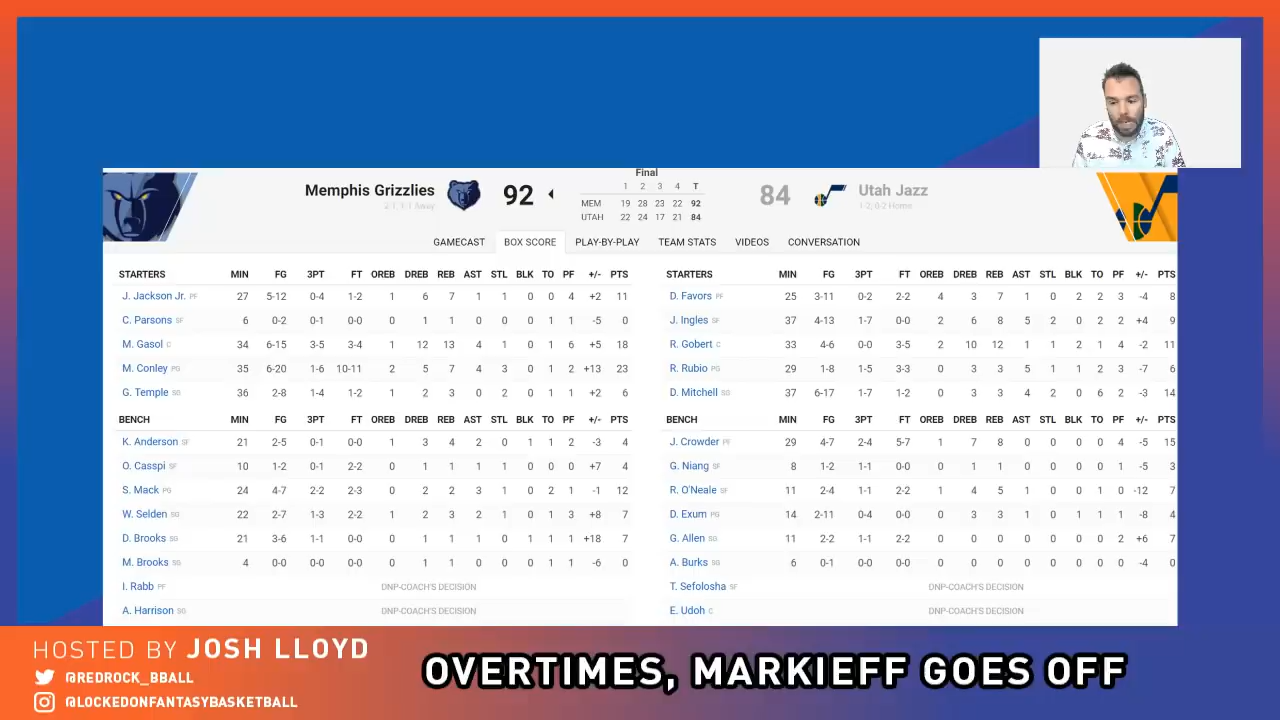 Final
Memphis Grizzlies 92 1 2 3 4 T 84 Utah Jazz
2-1, 1-1 Away MEM 19 28 23 22 92 1-2, 0-2 Home
UTAH 22 24 17 21 84
GAMECAST BOX SCORE PLAY-BY-PLAY TEAM STATS VIDEOS CONVERSATION
STARTERS MIN FG 3PT FT OREB DREB REB AST STL BLK TO PF +/- PTS
J. Jackson Jr. PF 27 5-12 0-4 1-2 1 6 7 1 1 0 0 4 +2 11
C. Parsons SF 6 0-2 0-1 0-0 0 1 1 0 0 0 1 1 -5 0
M. Gasol C 34 6-15 3-5 3-4 1 12 13 4 1 0 1 6 +5 18
M. Conley PG 35 6-20 1-6 10-11 2 5 7 4 3 0 1 2 +13 23
G. Temple SG 36 2-8 1-4 1-2 1 2 3 0 2 0 1 1 +2 6
BENCH MIN FG 3PT FT OREB DREB REB AST STL BLK TO PF +/- PTS
K. Anderson SF 21 2-5 0-1 0-0 1 3 4 2 0 1 1 2 -3 4
O. Casspi SF 10 1-2 0-1 2-2 0 1 1 1 1 0 0 0 +7 4
S. Mack PG 24 4-7 2-2 2-3 0 2 2 3 1 0 2 1 -1 12
W. Selden SG 22 2-7 1-3 2-2 1 2 3 2 1 0 1 3 +8 7
D. Brooks SG 21 3-6 1-1 0-0 0 1 1 1 0 1 1 1 +18 7
M. Brooks SG 4 0-0 0-0 0-0 0 1 1 0 0 0 1 1 -6 0
I. Rabb PF DNP-COACH'S DECISION
A. Harrison SG DNP-COACH'S DECISION
STARTERS MIN FG 3PT FT OREB DREB REB AST STL BLK TO PF +/- PTS
D. Favors PF 25 3-11 0-2 2-2 4 3 7 1 0 2 2 3 -4 8
J. Ingles SF 37 4-13 1-7 0-0 2 6 8 5 2 0 2 2 +4 9
R. Gobert C 33 4-6 0-0 3-5 2 10 12 1 1 2 1 4 -2 11
R. Rubio PG 29 1-8 1-5 3-3 0 3 3 5 1 1 2 3 -7 6
D. Mitchell SG 37 6-17 1-7 1-2 0 3 3 4 2 0 6 2 -3 14
BENCH MIN FG 3PT FT OREB DREB REB AST STL BLK TO PF +/- PTS
J. Crowder PF 29 4-7 2-4 5-7 1 7 8 0 0 0 0 4 -5 15
G. Niang SF 8 1-2 1-1 0-0 0 1 1 0 0 0 0 1 -5 3
R. O'Neale SF 11 2-4 1-1 2-2 1 4 5 1 0 0 1 0 -12 7
D. Exum PG 14 2-11 0-4 0-0 0 3 3 1 0 1 1 1 -8 4
G. Allen SG 11 2-2 1-1 2-2 0 0 0 0 0 0 0 2 +6 7
A. Burks SG 6 0-1 0-0 0-0 0 0 0 0 0 0 0 0 -4 0
T. Sefolosha SF DNP-COACH'S DECISION
E. Udoh C DNP-COACH'S DECISION
HOSTED BY JOSH LLOYD
@REDROCK_BBALL
@LOCKEDONFANTASYBASKETBALL
OVERTIMES, MARKIEFF GOES OFF